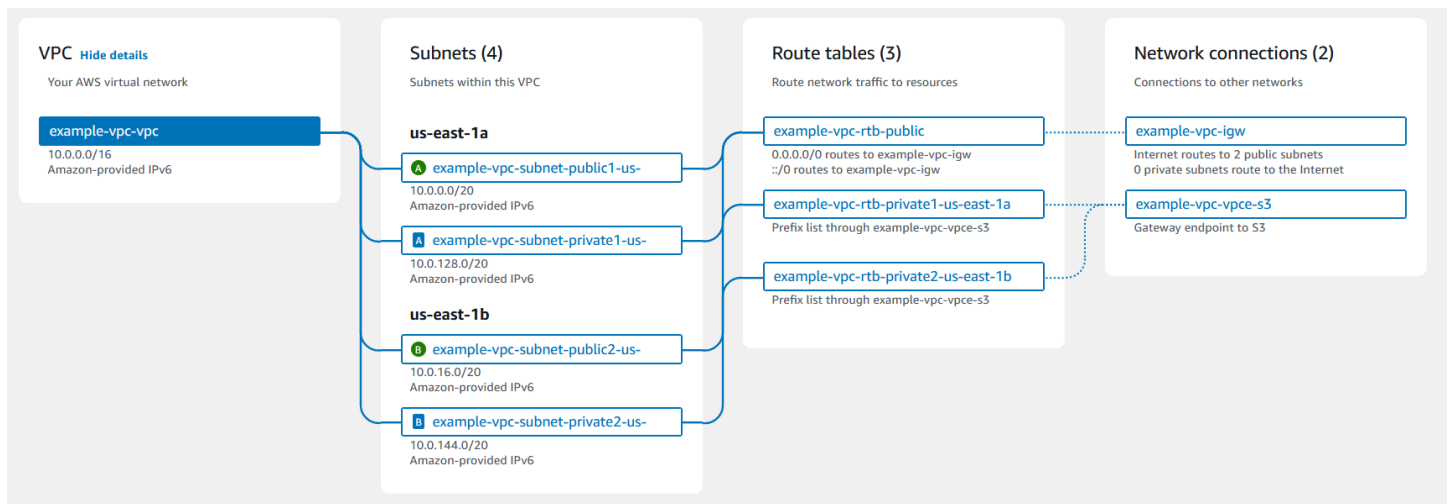 VPC Hide details
Your AWS virtual network
example-vpc-vpc
10.0.0.0/16
Amazon-provided IPv6
Subnets (4)
Subnets within this VPC
us-east-1a
A example-vpc-subnet-public1-us-
10.0.0.0/20
Amazon-provided IPv6
A example-vpc-subnet-private1-us-
10.0.128.0/20
Amazon-provided IPv6
us-east-1b
B example-vpc-subnet-public2-us-
10.0.16.0/20
Amazon-provided IPv6
B example-vpc-subnet-private2-us-
10.0.144.0/20
Amazon-provided IPv6
Route tables (3)
Route network traffic to resources
example-vpc-rtb-public
0.0.0.0/0 routes to example-vpc-igw
::/0 routes to example-vpc-igw
example-vpc-rtb-private1-us-east-1a
Prefix list through example-vpc-vpce-s3
example-vpc-rtb-private2-us-east-1b
Prefix list through example-vpc-vpce-s3
Network connections (2)
Connections to other networks
example-vpc-igw
Internet routes to 2 public subnets
0 private subnets route to the Internet
example-vpc-vpce-s3
Gateway endpoint to S3